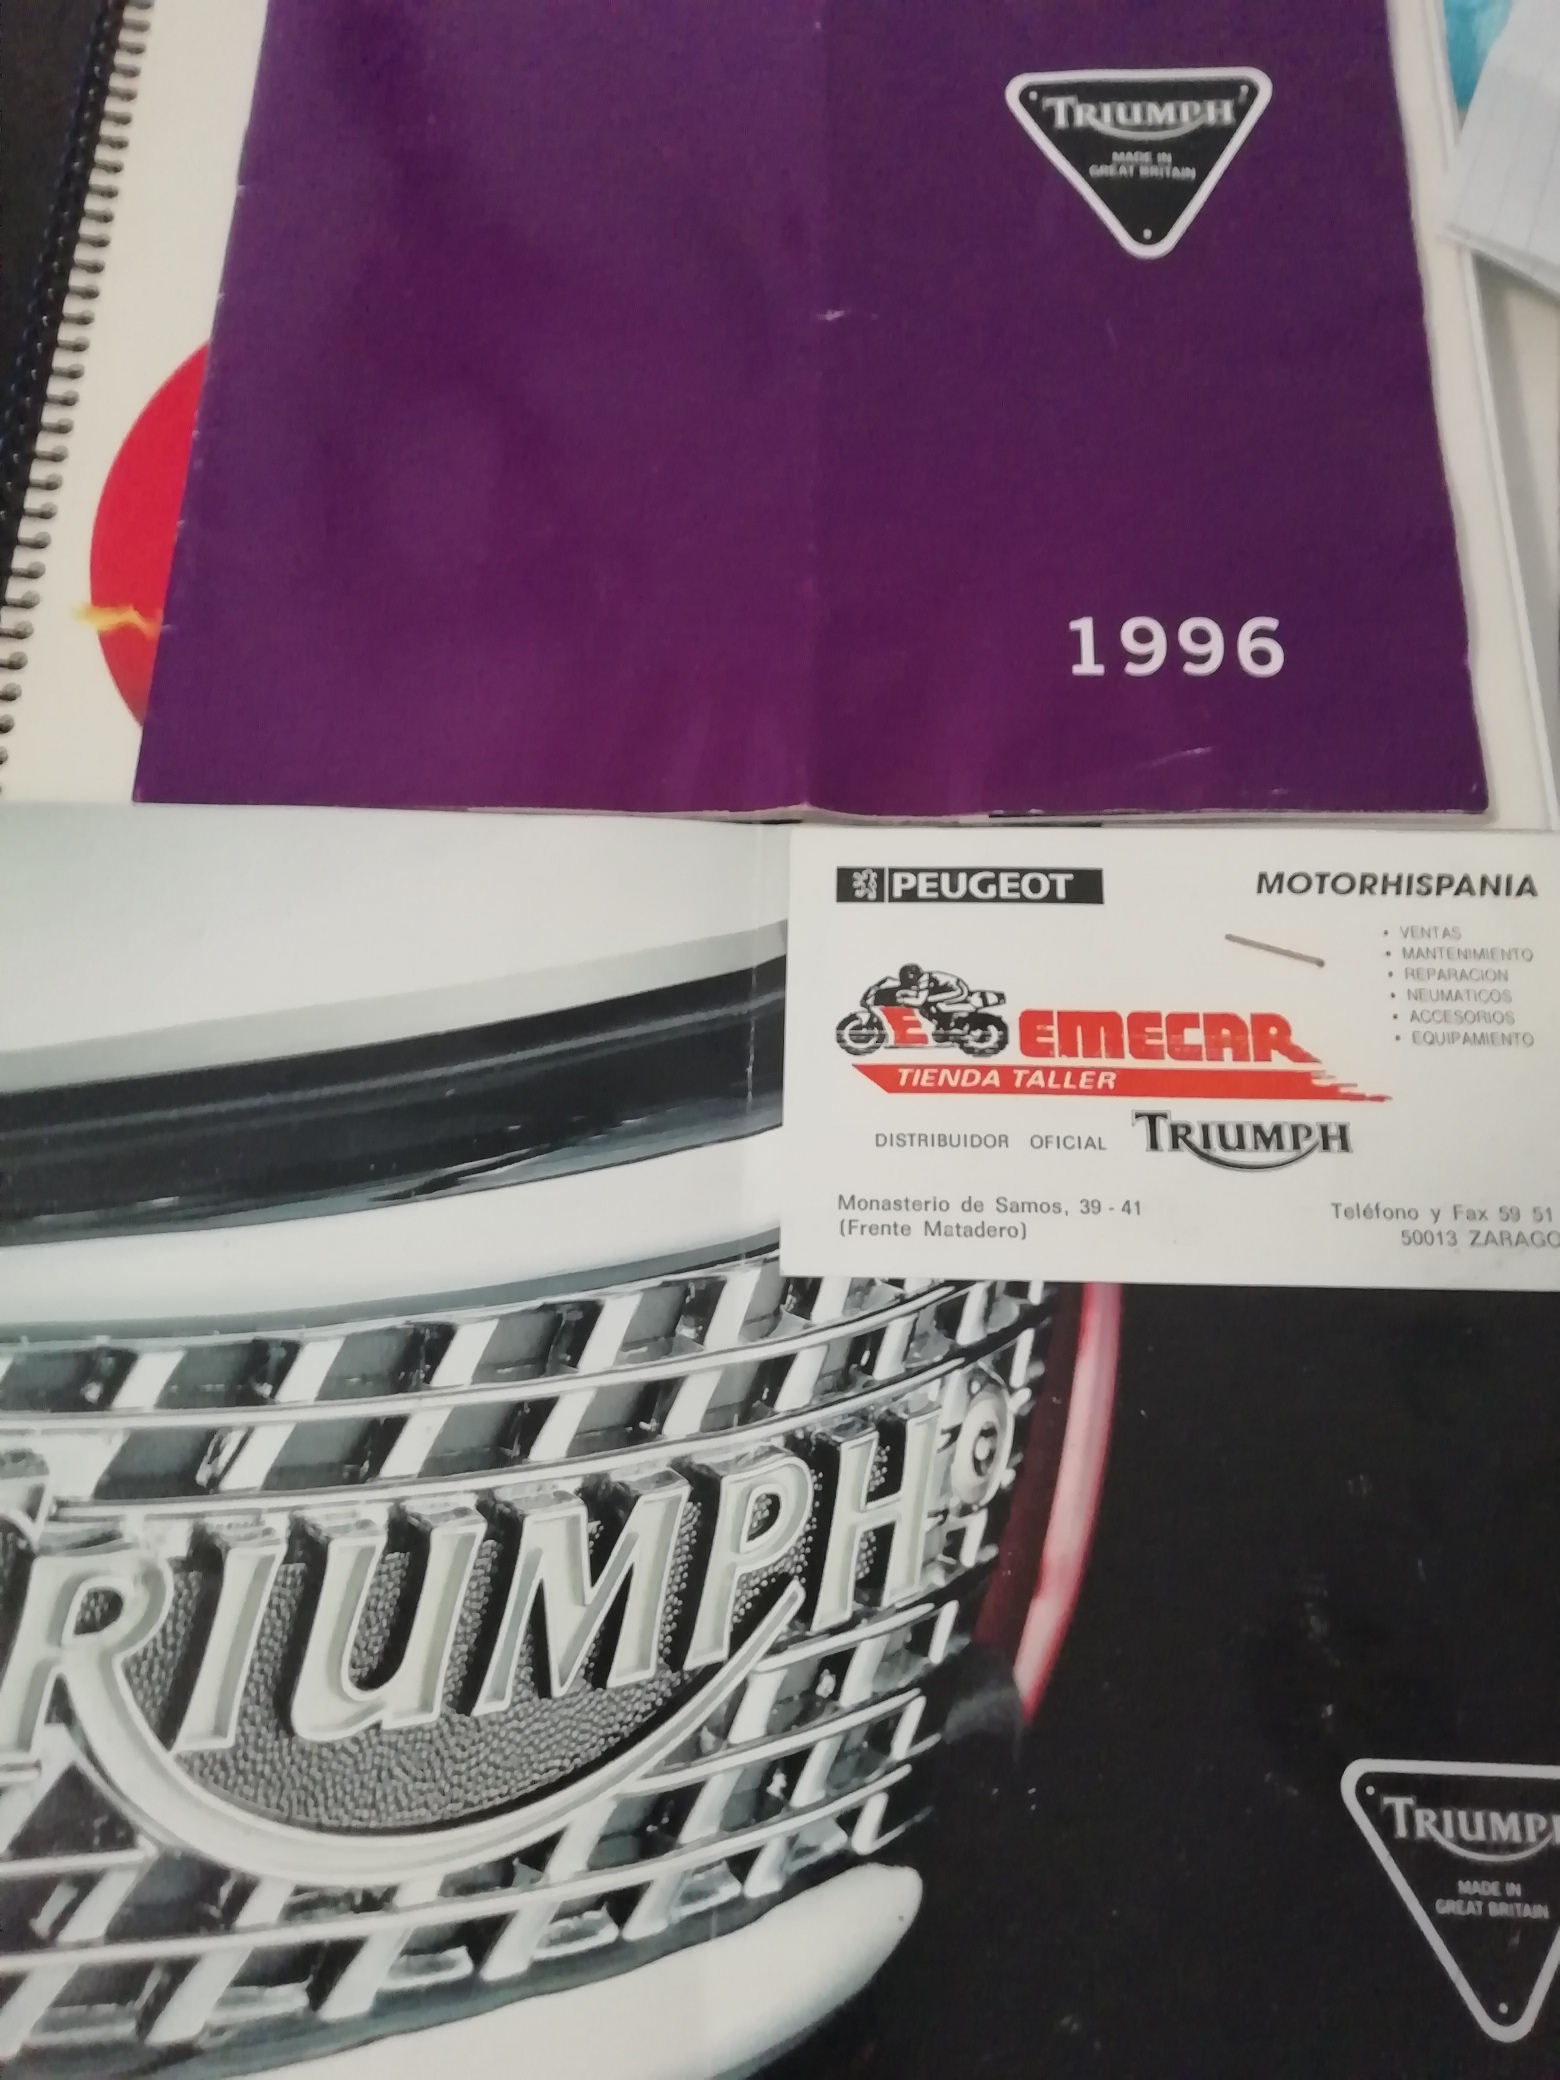 TRIUMPH
MADE IN
GREAT BRITAIN
1996
PEUGEOT
MOTORHISPANIA
• VENTAS
• MANTENIMIENTO
• REPARACION
• NEUMATICOS
• ACCESORIOS
• EQUIPAMIENTO
E EMECAR
TIENDA TALLER
DISTRIBUIDOR OFICIAL TRIUMPH
Monasterio de Samos, 39 - 41
(Frente Matadero)
Teléfono y Fax 59 51
50013 ZARAGO
TRIUMPH
TRIUMP
MADE IN
GREAT BRITAIN